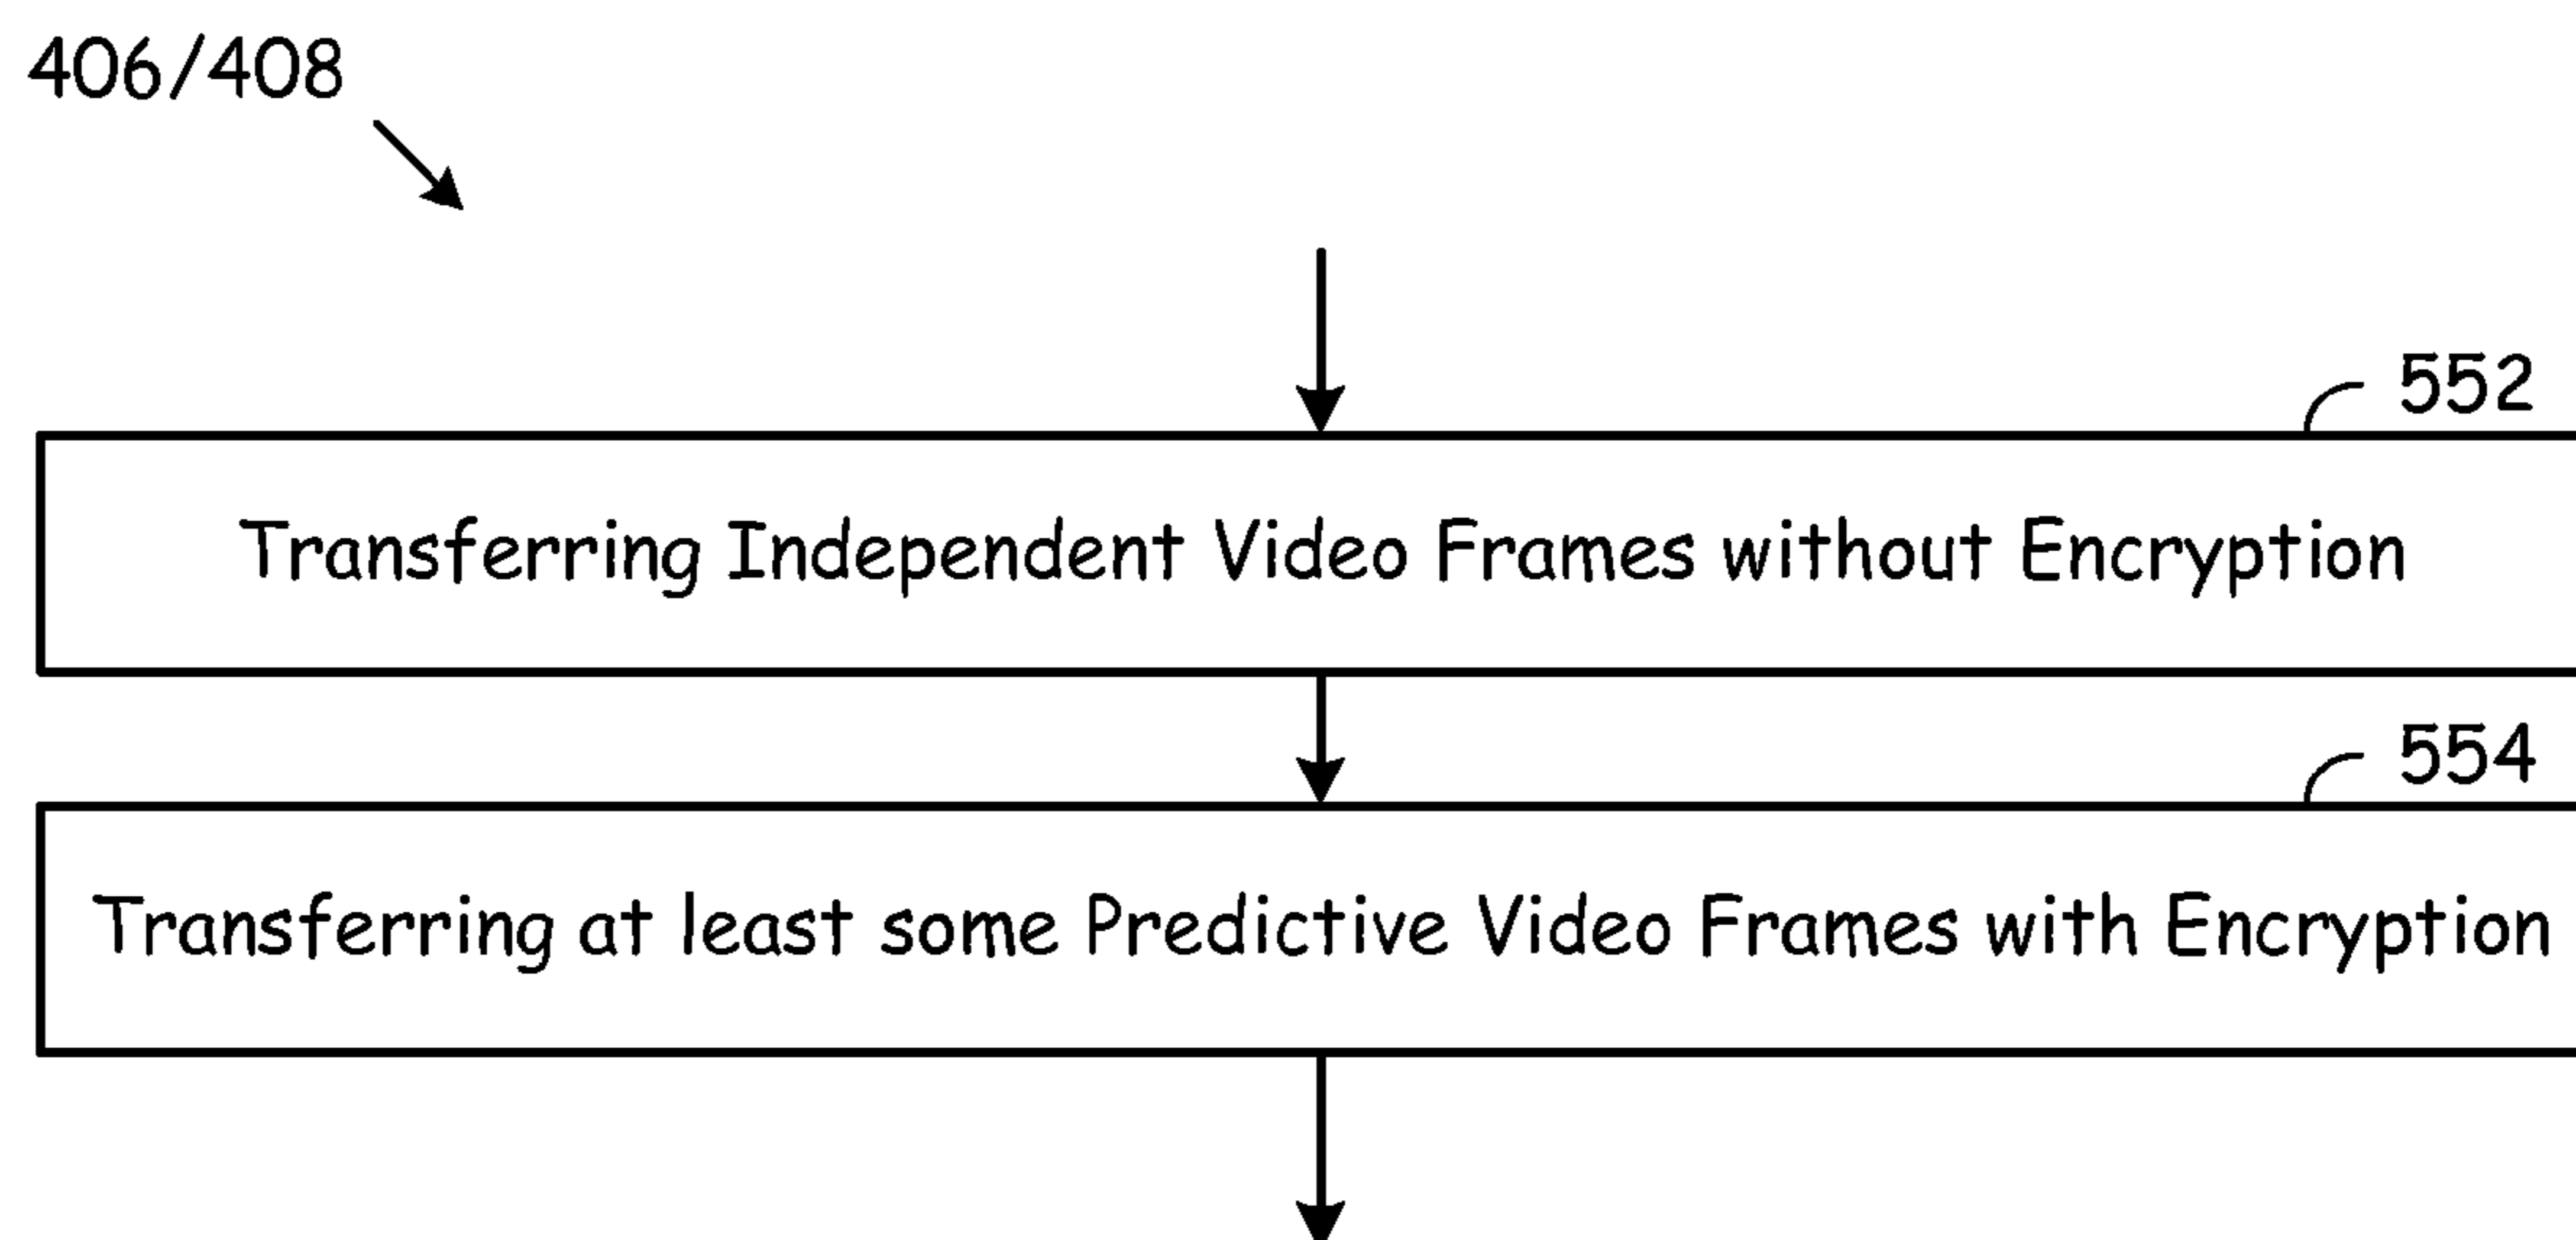 406/408
552
Transferring Independent Video Frames without Encryption
554
Transferring at least some Predictive Video Frames with Encryption